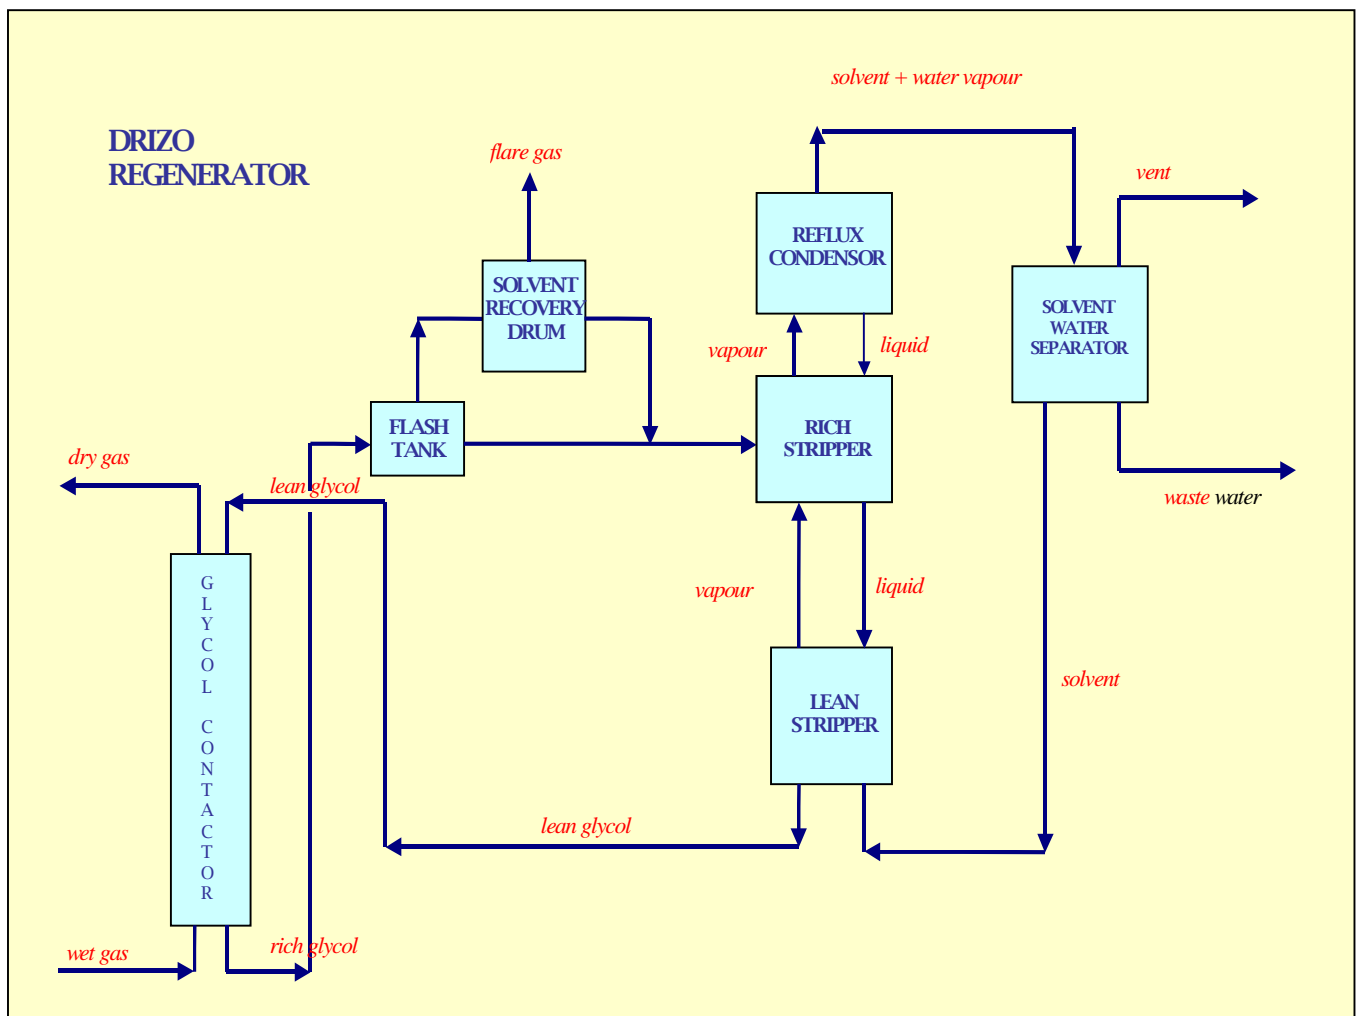 solvent + water vapour
DRIZO
REGENERATOR
flare gas
vent
REFLUX
CONDENSOR
SOLVENT
RECOVERY
DRUM
SOLVENT
WATER
SEPARATOR
vapour
liquid
FLASH
TANK
RICH
STRIPPER
dry gas
lean glycol
waste water
GLYCOL CONTACTOR
vapour
liquid
solvent
LEAN
STRIPPER
lean glycol
wet gas
rich glycol